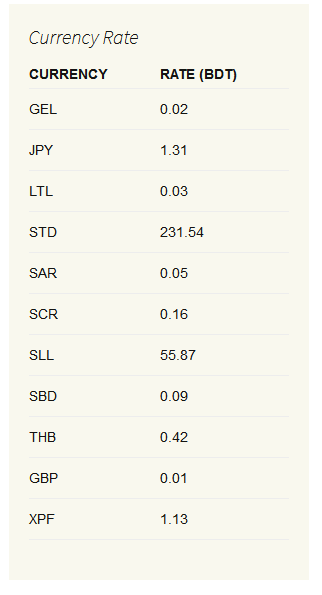 Currency Rate
CURRENCY RATE (BDT)
GEL 0.02
JPY 1.31
LTL 0.03
STD 231.54
SAR 0.05
SCR 0.16
SLL 55.87
SBD 0.09
THB 0.42
GBP 0.01
XPF 1.13